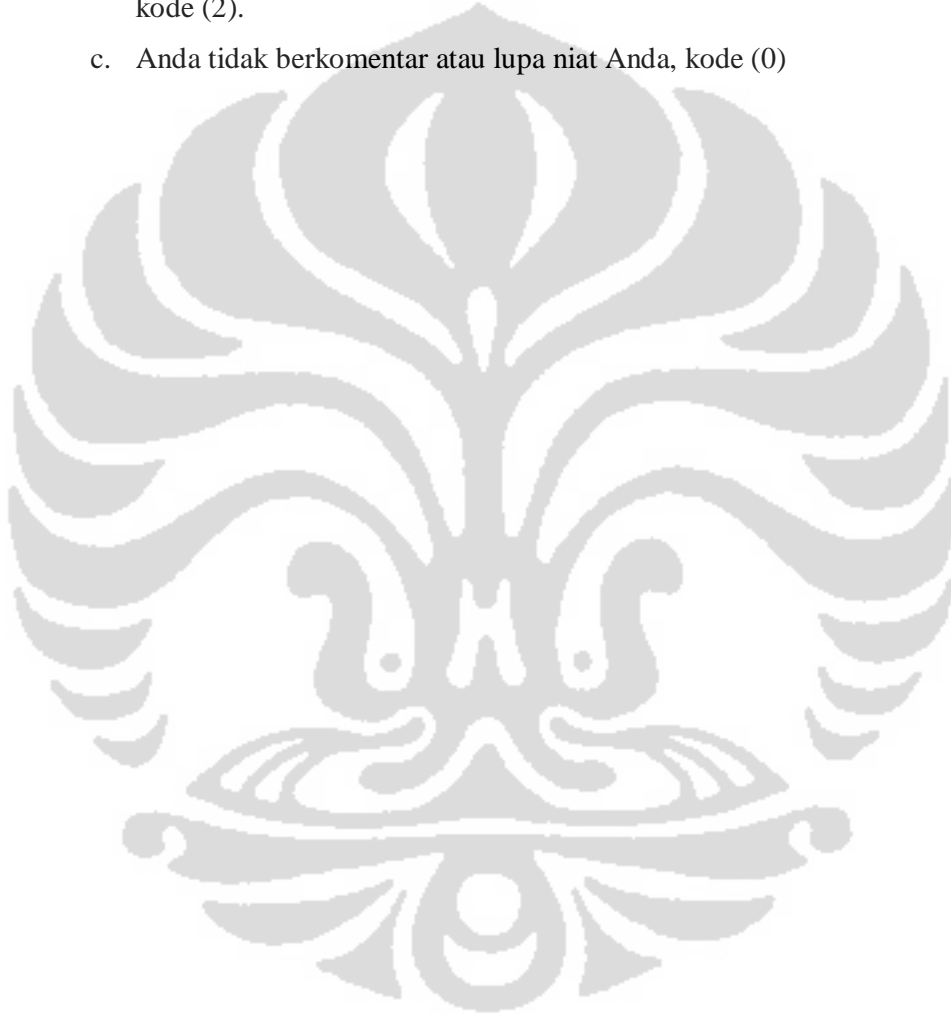 kode (2).
c. Anda tidak berkomentar atau lupa niat Anda, kode (0)